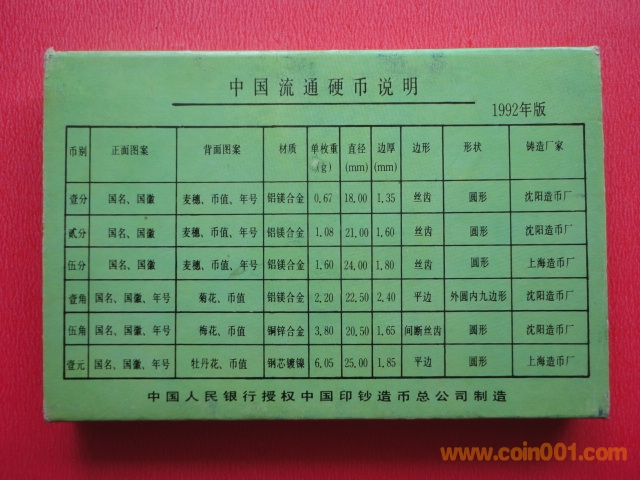 中国流通硬币说明
1992年版
币别 正面图案 背面图案 材质 单枚重(g) 直径(mm) 边厚(mm) 边形 形状 铸造厂家
壹分 国名、国徽 麦穗、币值、年号 铝镁合金 0.67 18.00 1.35 丝齿 圆形 沈阳造币厂
贰分 国名、国徽 麦穗、币值、年号 铝镁合金 1.08 21.00 1.60 丝齿 圆形 沈阳造币厂
伍分 国名、国徽 麦穗、币值、年号 铝镁合金 1.60 24.00 1.80 丝齿 圆形 上海造币厂
壹角 国名、国徽、年号 菊花、币值 铝镁合金 2.20 22.50 2.40 平边 外圆内九边形 沈阳造币厂
伍角 国名、国徽、年号 梅花、币值 铜锌合金 3.80 20.50 1.65 间断丝齿 圆形 沈阳造币厂
壹元 国名、国徽、年号 牡丹花、币值 钢芯镀镍 6.05 25.00 1.85 平边 圆形 上海造币厂
中国人民银行授权中国印钞造币总公司制造
www.coin001.com